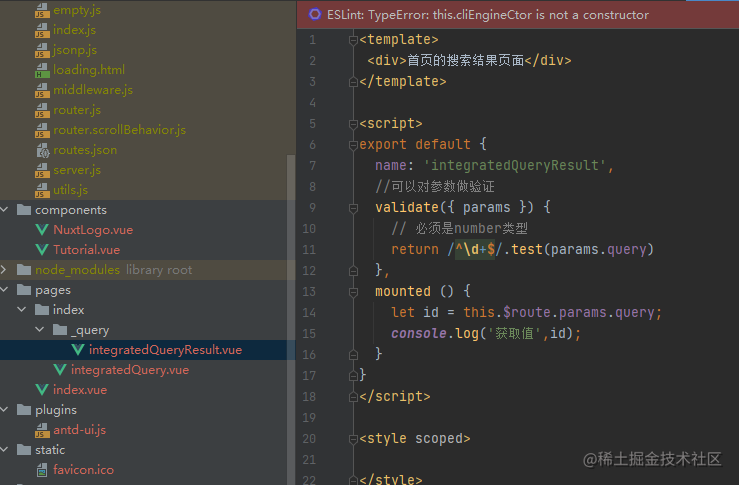 empty.js
index.js
jsonp.js
loading.html
middleware.js
router.js
router.scrollBehavior.js
routes.json
server.js
utils.js
components
NuxtLogo.vue
Tutorial.vue
node_modules library root
pages
index
_query
integratedQueryResult.vue
integratedQuery.vue
index.vue
plugins
antd-ui.js
static
favicon.ico
ESLint: TypeError: this.cliEngineCtor is not a constructor
1 <template>
2 <div>首页的搜索结果页面</div>
3 </template>
4
5 <script>
6 export default {
7 name: 'integratedQueryResult',
8 //可以对参数做验证
9 validate({ params }) {
10 // 必须是number类型
11 return /^\d+$/.test(params.query)
12 },
13 mounted () {
14 let id = this.$route.params.query;
15 console.log('获取值',id);
16 }
17 }
18 </script>
19
20 <style scoped>
21
22 </style>
@稀土掘金技术社区